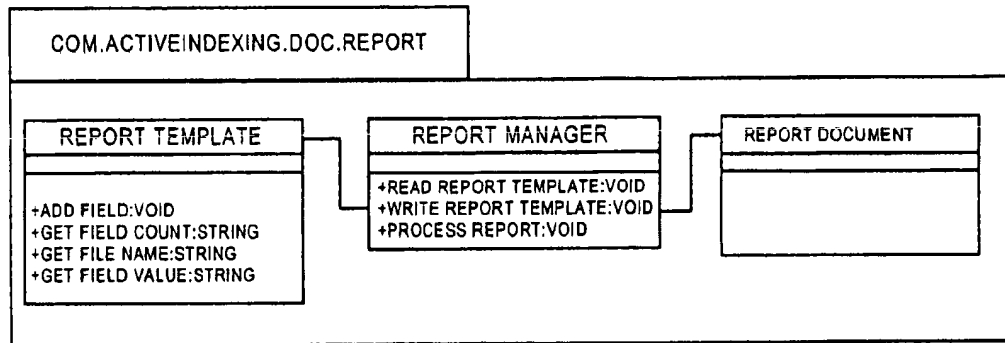 COM.ACTIVEINDEXING.DOC.REPORT
REPORT TEMPLATE
+ADD FIELD:VOID
+GET FIELD COUNT:STRING
+GET FILE NAME:STRING
+GET FIELD VALUE:STRING
REPORT MANAGER
+READ REPORT TEMPLATE:VOID
+WRITE REPORT TEMPLATE:VOID
+PROCESS REPORT:VOID
REPORT DOCUMENT